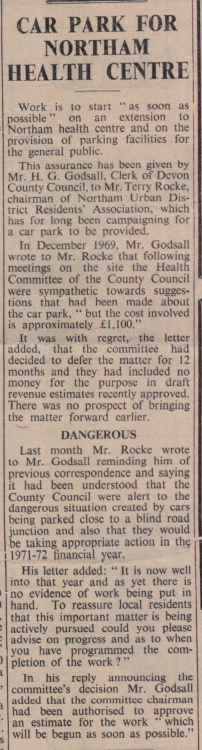 CAR PARK FOR
NORTHAM
HEALTH CENTRE
Work is to start "as soon as
possible" on an extension to
Northam health centre and on the
provision of parking facilities for
the general public.
This assurance has been given by
Mr. H. G. Godsall, Clerk of Devon
County Council, to Mr. Terry Rocke,
chairman of Northam Urban Dis-
trict Residents' Association, which
has for long been campaigning for
a car park to be provided.
In December 1969, Mr. Godsall
wrote to Mr. Rocke that following
meetings on the site the Health
Committee of the County Council
were sympathetic towards sugges-
tions that had been made about
the car park, "but the cost involved
is approximately £1,100."
It was with regret, the letter
added, that the committee had
decided to defer the matter for 12
months and they had included no
money for the purpose in draft
revenue estimates recently approved.
There was no prospect of bringing
the matter forward earlier.
DANGEROUS
Last month Mr. Rocke wrote
to Mr. Godsall reminding him of
previous correspondence and saying
it had been understood that the
County Council were alert to the
dangerous situation created by cars
being parked close to a blind road
junction and also that they would
be taking appropriate action in the
1971-72 financial year.
His letter added: "It is now well
into that year and as yet there is
no evidence of work being put in
hand. To reassure local residents
that this important matter is being
actively pursued could you please
advise on progress and as to when
you have programmed the com-
pletion of the work?"
In his reply announcing the
committee's decision Mr. Godsall
added that the committee chairman
had been authorised to approve
an estimate for the work "which
will be begun as soon as possible."